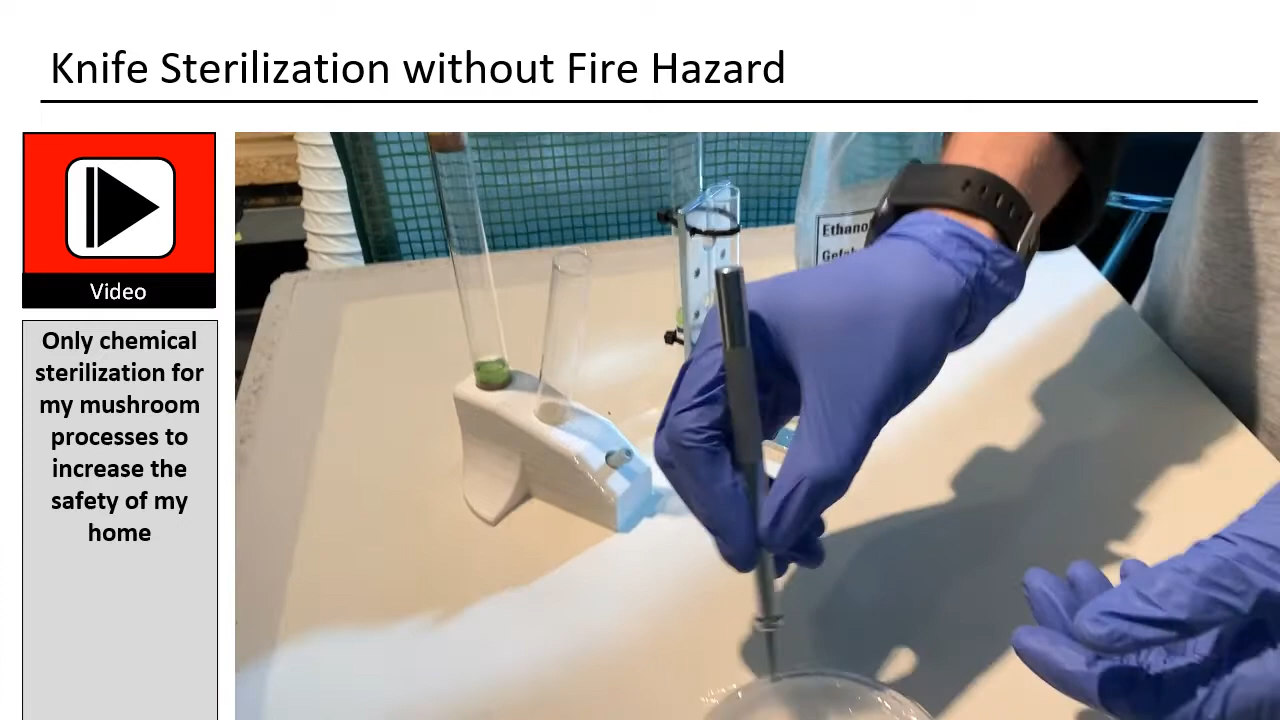 Knife Sterilization without Fire Hazard
Video
Only chemical
sterilization for
my mushroom
processes to
increase the
safety of my
home